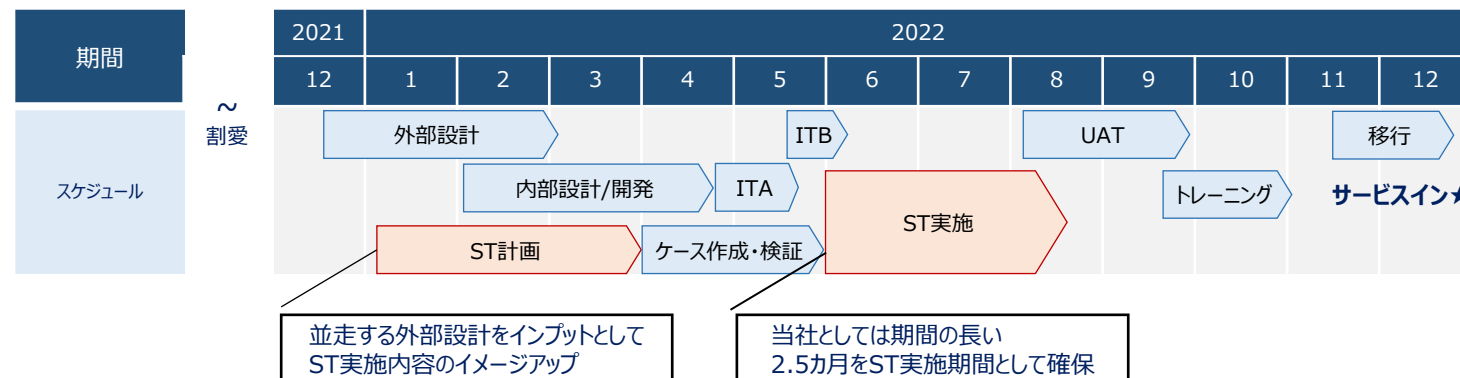 期間
2021
2022
12 1 2 3 4 5 6 7 8 9 10 11 12
~
割愛
スケジュール
外部設計
ITB
UAT
移行
内部設計/開発
ITA
ST実施
トレーニング
サービスイン★
ST計画
ケース作成・検証
並走する外部設計をインプットとして
ST実施内容のイメージアップ
当社としては期間の長い
2.5カ月をST実施期間として確保